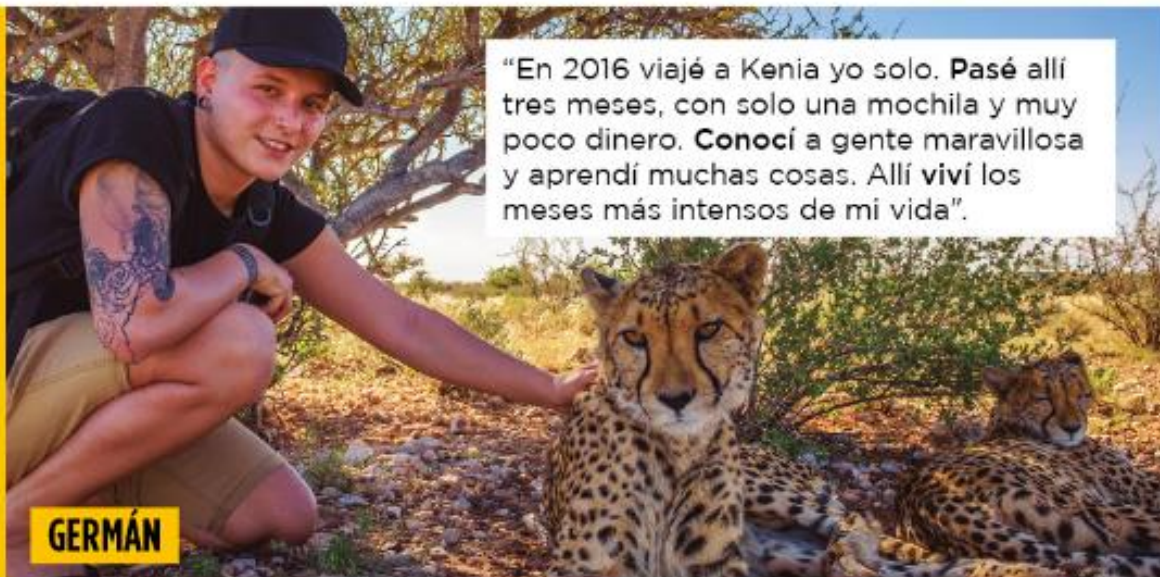 “En 2016 viajé a Kenia yo solo. Pasé allí
tres meses, con solo una mochila y muy
poco dinero. Conocí a gente maravillosa
y aprendí muchas cosas. Allí viví los
meses más intensos de mi vida”.
GERMÁN